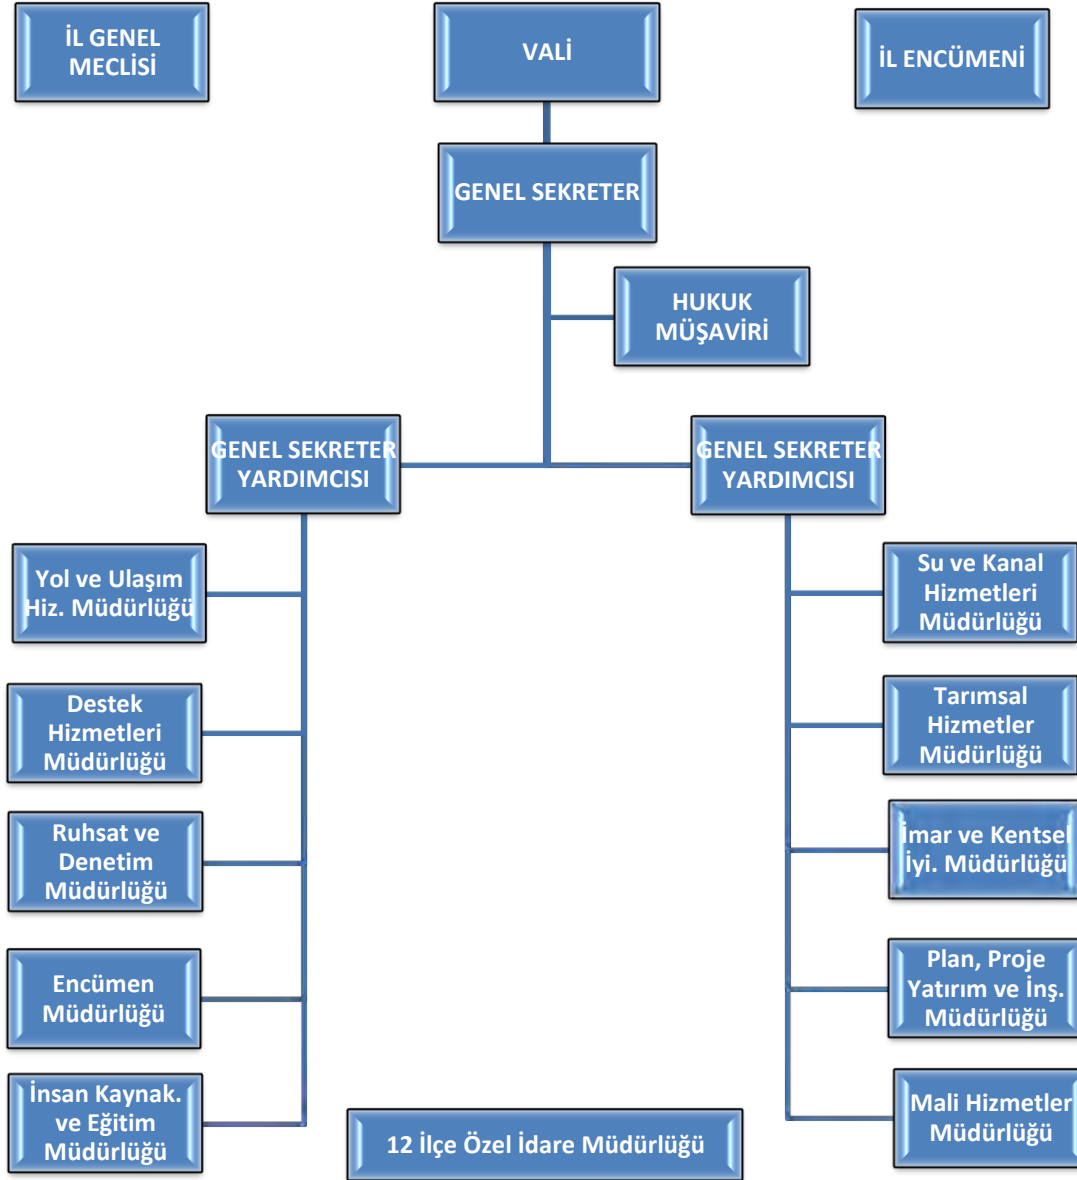 İL GENEL
MECLİSİ
VALİ
İL ENCÜMENİ
GENEL SEKRETER
HUKUK
MÜŞAVİRİ
GENEL SEKRETER
YARDIMCISI
GENEL SEKRETER
YARDIMCISI
Yol ve Ulaşım
Hiz. Müdürlüğü
Su ve Kanal
Hizmetleri
Müdürlüğü
Destek
Hizmetleri
Müdürlüğü
Tarımsal
Hizmetler
Müdürlüğü
Ruhsat ve
Denetim
Müdürlüğü
İmar ve Kentsel
İyi. Müdürlüğü
Encümen
Müdürlüğü
Plan, Proje
Yatırım ve İnş.
Müdürlüğü
İnsan Kaynak.
ve Eğitim
Müdürlüğü
Mali Hizmetler
Müdürlüğü
12 İlçe Özel İdare Müdürlüğü